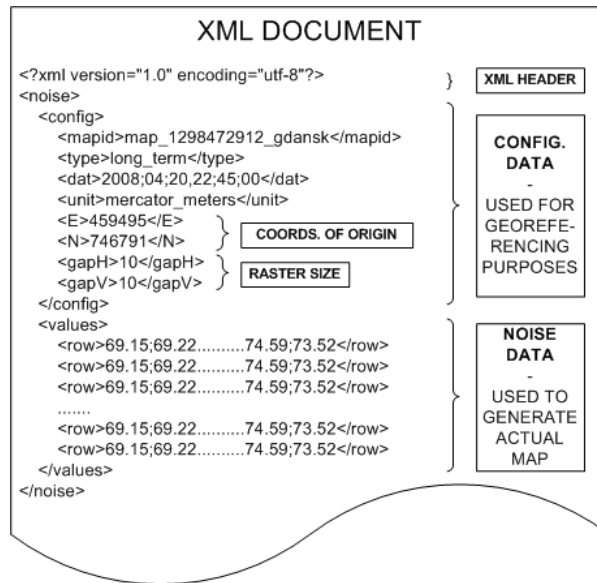 XML DOCUMENT
<?xml version="1.0" encoding="utf-8"?>
<noise>
<config>
<mapid>map_1298472912_gdansk</mapid>
<type>long_term</type>
<dat>2008;04;20,22;45;00</dat>
<unit>mercator_meters</unit>
<E>459495</E>
<N>746791</N>
<gapH>10</gapH>
<gapV>10</gapV>
</config>
<values>
<row>69.15;69.22..........74.59;73.52</row>
<row>69.15;69.22..........74.59;73.52</row>
<row>69.15;69.22..........74.59;73.52</row>
.......
<row>69.15;69.22..........74.59;73.52</row>
<row>69.15;69.22..........74.59;73.52</row>
</values>
</noise>
COORDS. OF ORIGIN
RASTER SIZE
XML HEADER
CONFIG.
DATA
-
USED FOR
GEOREFE-
RENCING
PURPOSES
NOISE
DATA
-
USED TO
GENERATE
ACTUAL
MAP